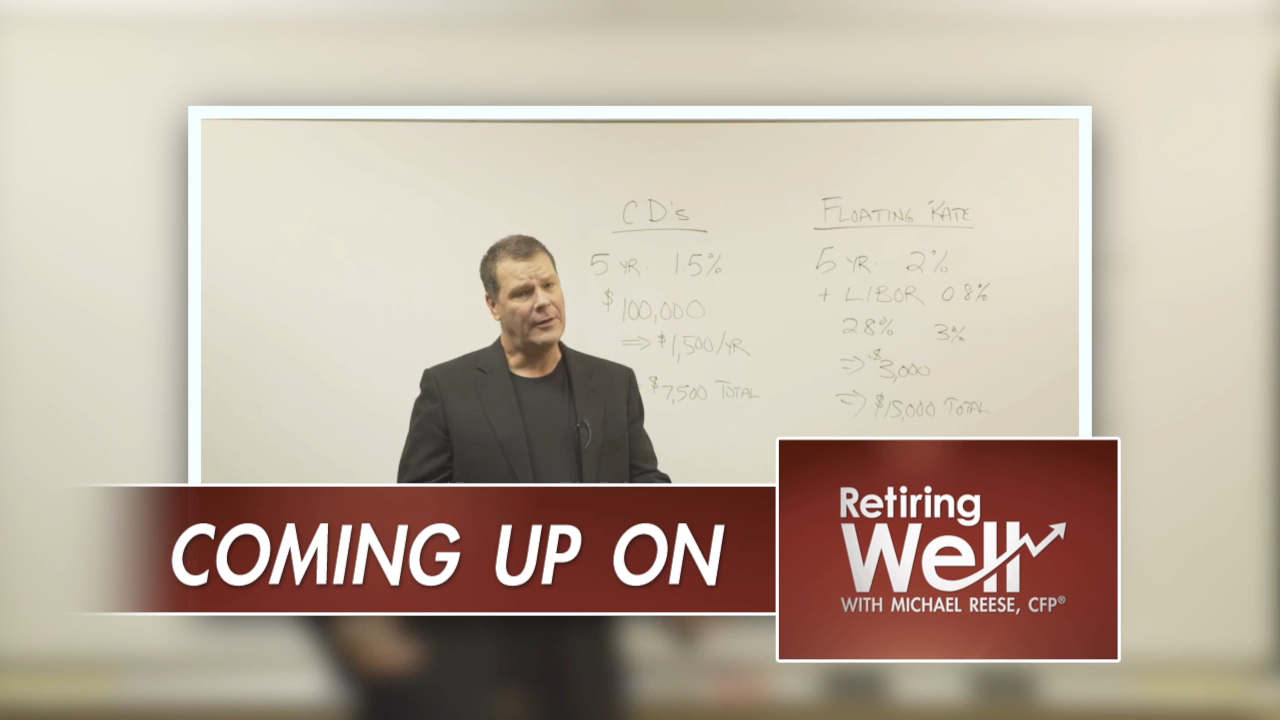 CD's
5 YR. 1.5%
$100,000
⇒ $1,500/YR
$7,500 TOTAL
FLOATING RATE
5 YR. 2%
+ LIBOR 0.8%
2.8% 3%
⇒ $3,000
⇒ $15,000 TOTAL
COMING UP ON
Retiring
Well
WITH MICHAEL REESE, CFP®